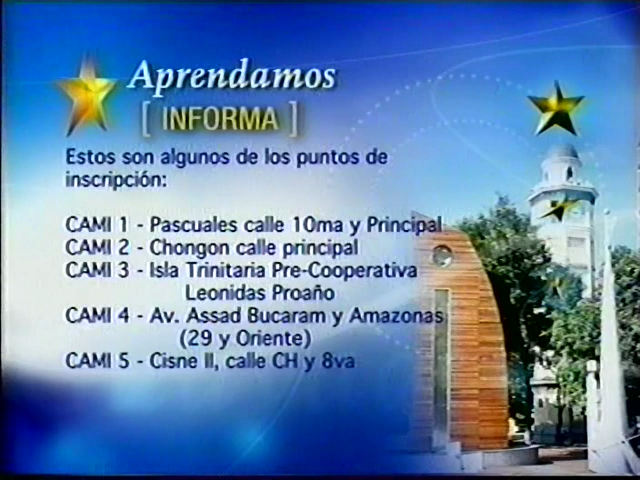 Aprendamos
[ INFORMA ]
Estos son algunos de los puntos de
inscripción:
CAMI 1 - Pascuales calle 10ma y Principal
CAMI 2 - Chongon calle principal
CAMI 3 - Isla Trinitaria Pre-Cooperativa
Leonidas Proaño
CAMI 4 - Av. Assad Bucaram y Amazonas
(29 y Oriente)
CAMI 5 - Cisne II, calle CH y 8va